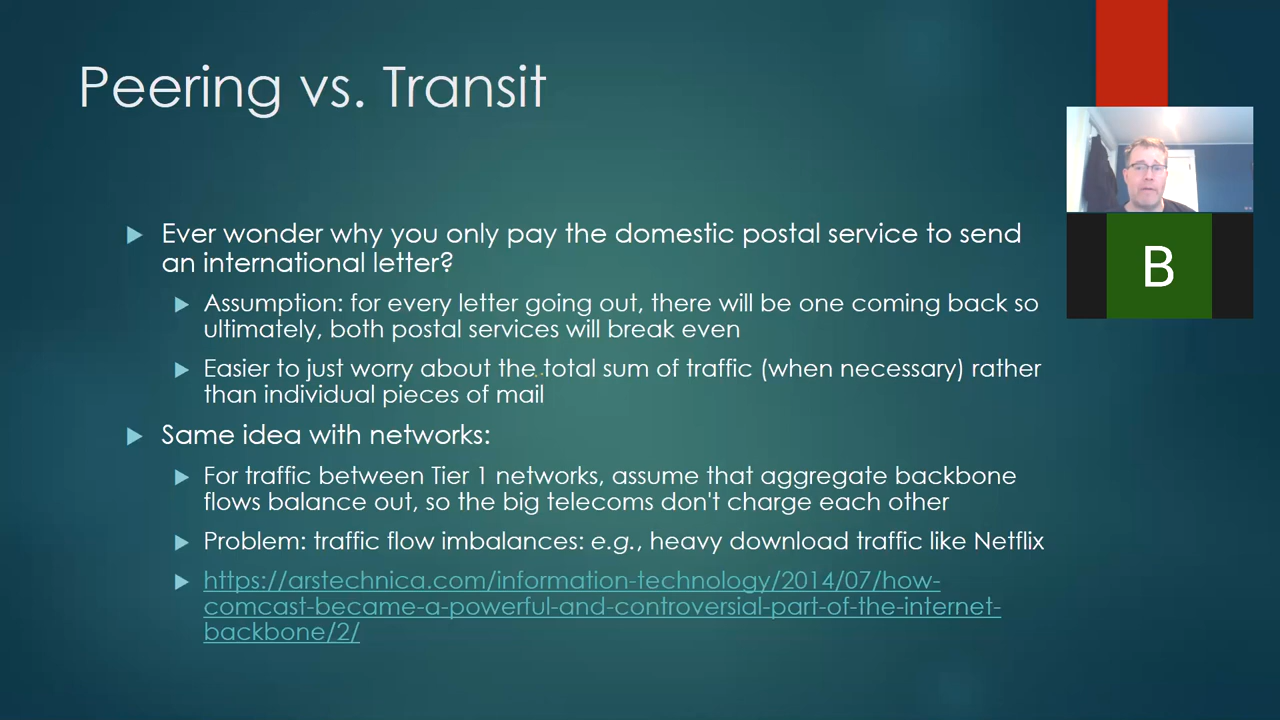 Peering vs. Transit
Ever wonder why you only pay the domestic postal service to send
an international letter?
Assumption: for every letter going out, there will be one coming back so
ultimately, both postal services will break even
Easier to just worry about the total sum of traffic (when necessary) rather
than individual pieces of mail
Same idea with networks:
For traffic between Tier 1 networks, assume that aggregate backbone
flows balance out, so the big telecoms don't charge each other
Problem: traffic flow imbalances: e.g., heavy download traffic like Netflix
https://arstechnica.com/information-technology/2014/07/how-
comcast-became-a-powerful-and-controversial-part-of-the-internet-
backbone/2/
B